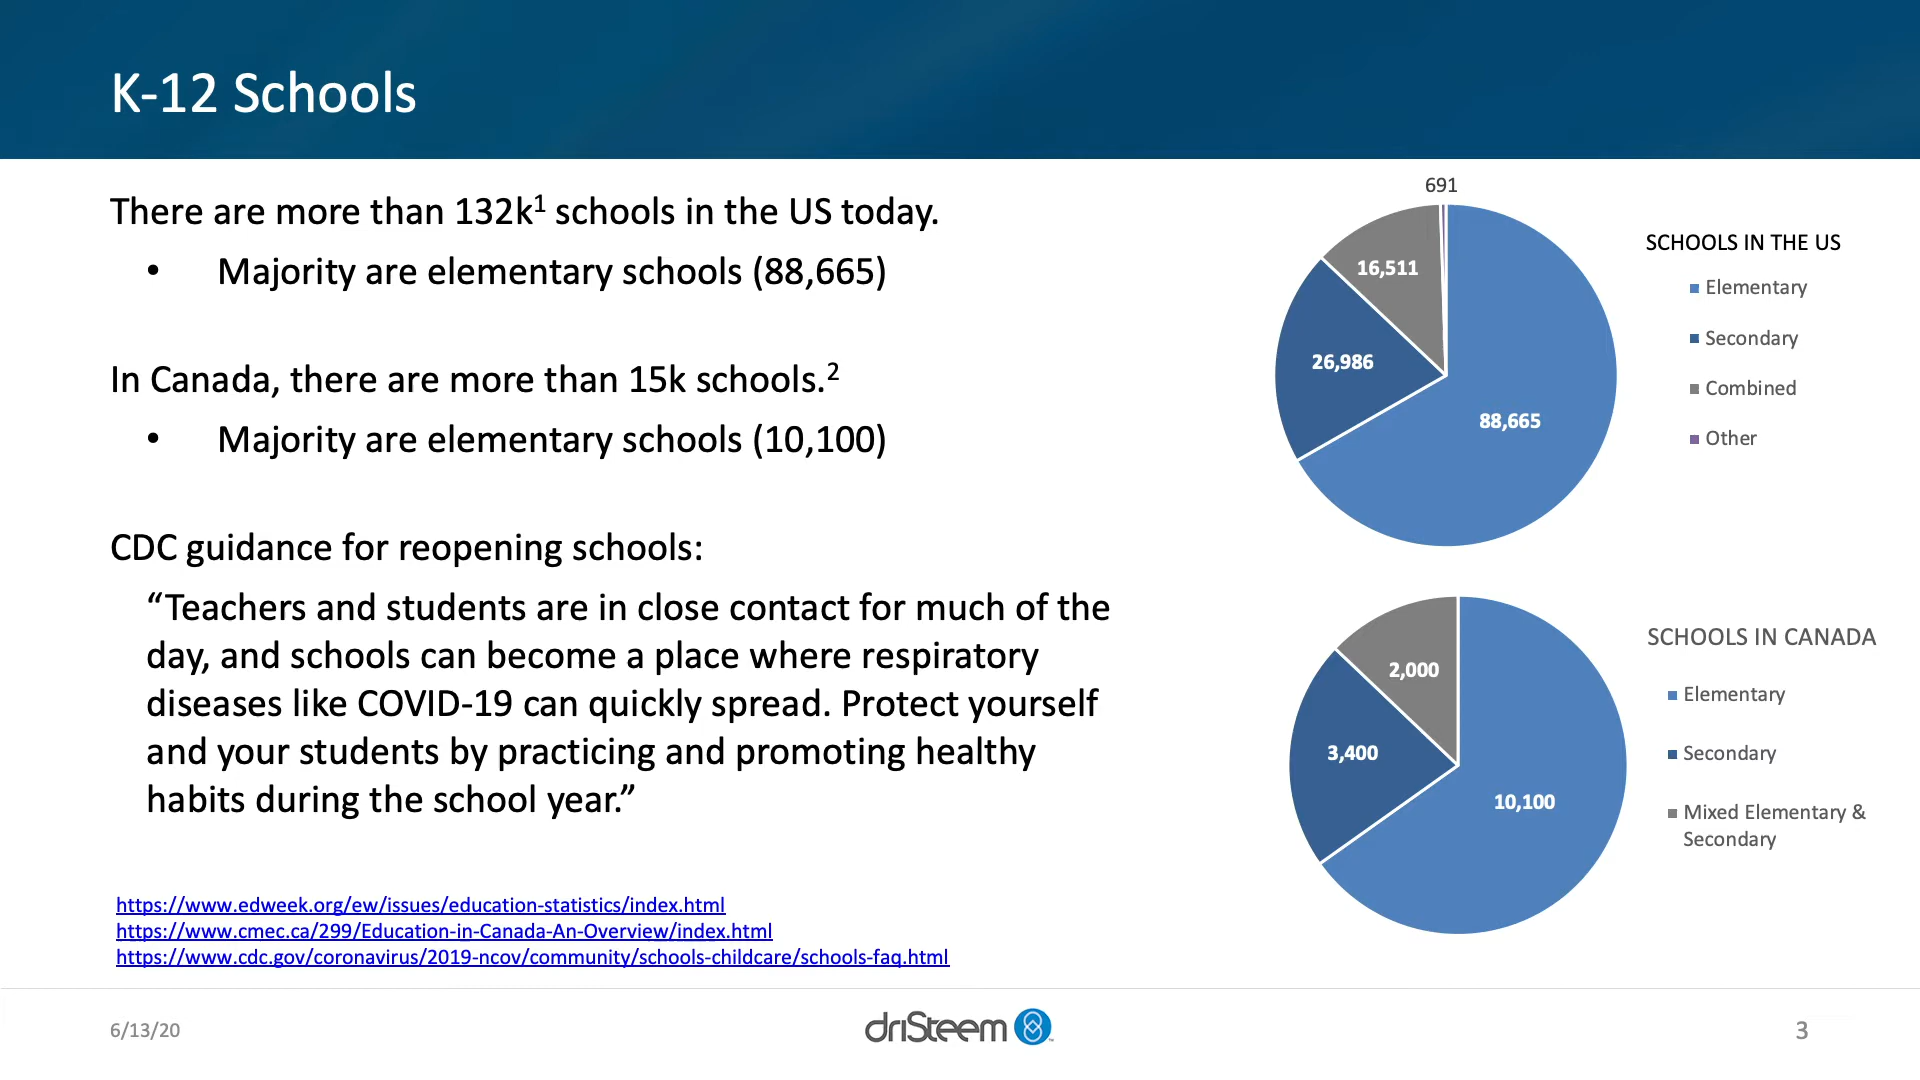 K-12 Schools
There are more than 132k¹ schools in the US today.
• Majority are elementary schools (88,665)
In Canada, there are more than 15k schools.²
• Majority are elementary schools (10,100)
CDC guidance for reopening schools:
“Teachers and students are in close contact for much of the
day, and schools can become a place where respiratory
diseases like COVID-19 can quickly spread. Protect yourself
and your students by practicing and promoting healthy
habits during the school year.”
https://www.edweek.org/ew/issues/education-statistics/index.html
https://www.cmec.ca/299/Education-in-Canada-An-Overview/index.html
https://www.cdc.gov/coronavirus/2019-ncov/community/schools-childcare/schools-faq.html
691
16,511
26,986
88,665
SCHOOLS IN THE US
Elementary
Secondary
Combined
Other
2,000
3,400
10,100
SCHOOLS IN CANADA
Elementary
Secondary
Mixed Elementary &
Secondary
6/13/20
driSteem
3